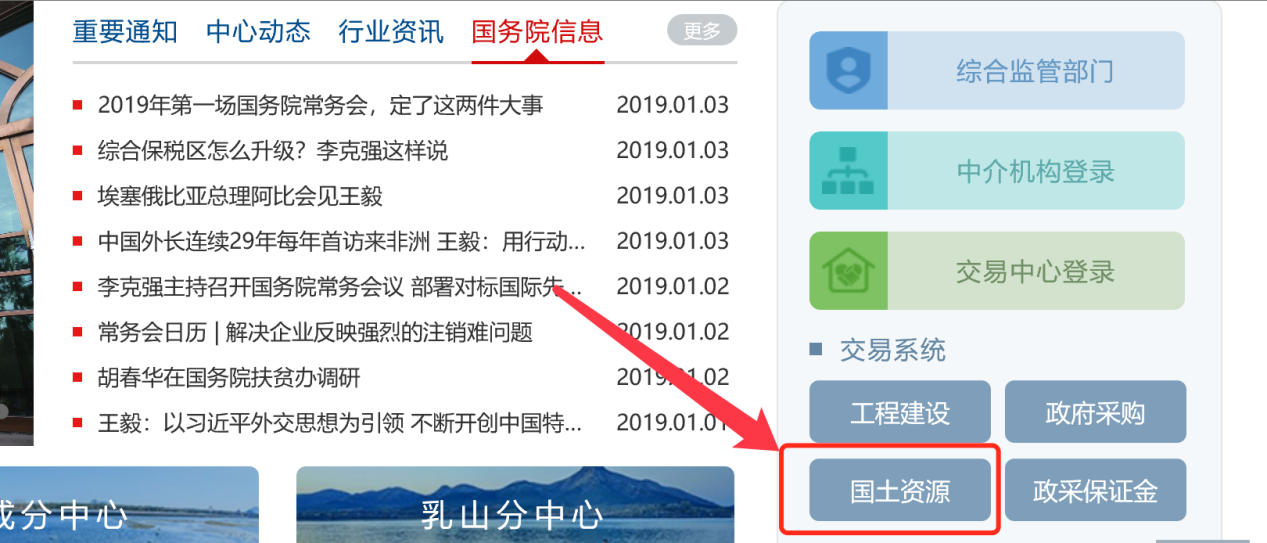 重要通知 中心动态 行业资讯 国务院信息 更多
2019年第一场国务院常务会，定了这两件大事 2019.01.03
综合保税区怎么升级？李克强这样说 2019.01.03
埃塞俄比亚总理阿比会见王毅 2019.01.03
中国外长连续29年每年首访来非洲 王毅：用行动... 2019.01.03
李克强主持召开国务院常务会议 部署对标国际先... 2019.01.02
常务会日历 | 解决企业反映强烈的注销难问题 2019.01.02
胡春华在国务院扶贫办调研 2019.01.02
王毅：以习近平外交思想为引领 不断开创中国特... 2019.01.01
分中心
乳山分中心
综合监管部门
中介机构登录
交易中心登录
交易系统
工程建设 政府采购
国土资源 政采保证金